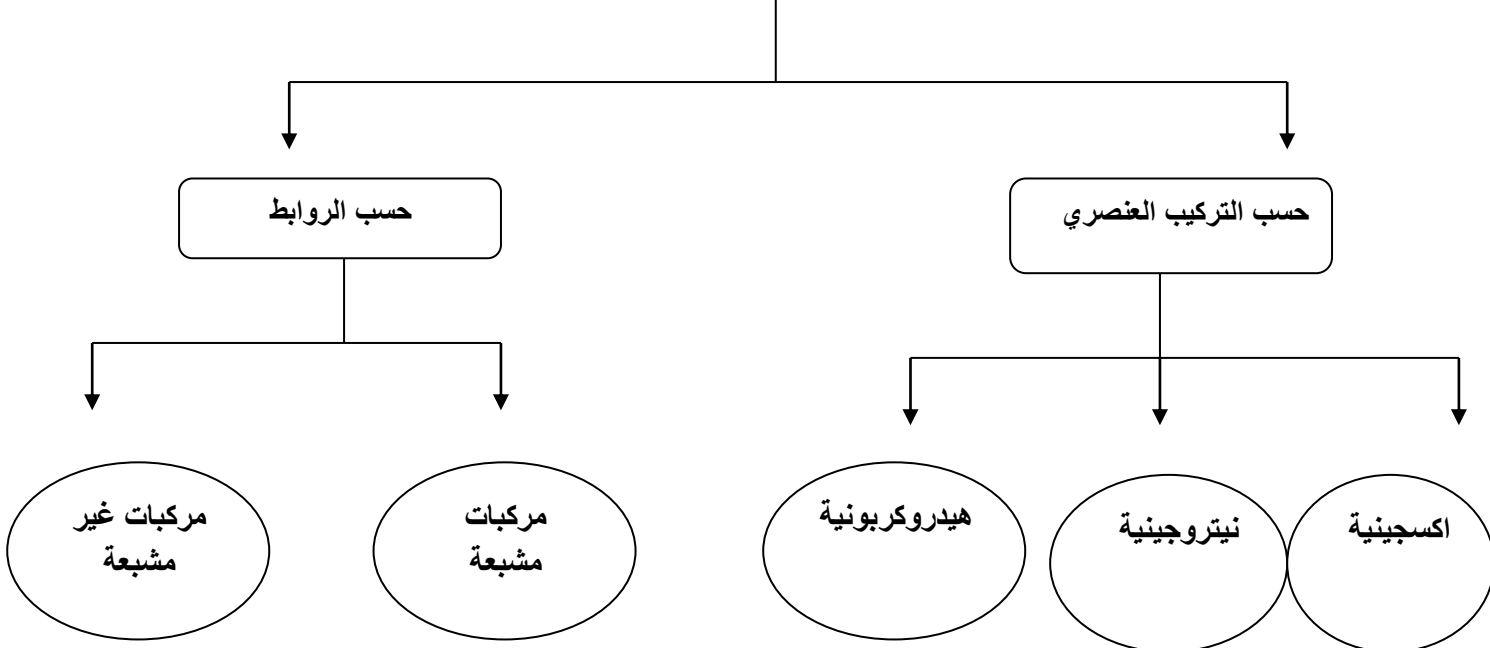 حسب التركيب العنصري
حسب الروابط
اكسجينية
نيتروجينية
هيدروكربونية
مركبات
مشبعة
مركبات غير
مشبعة